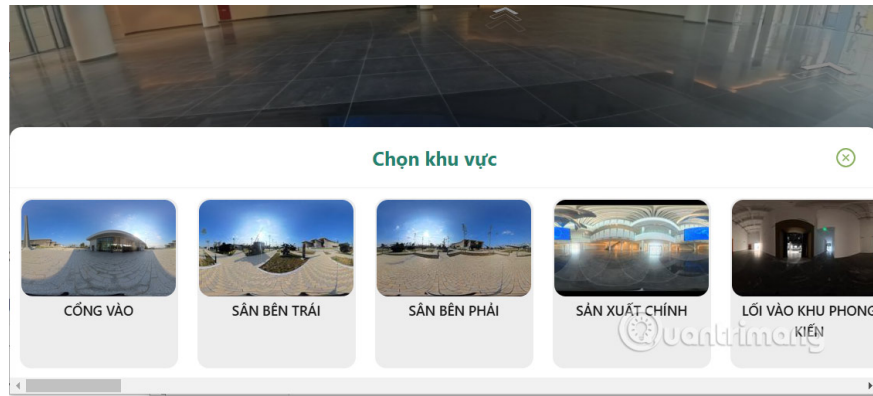 Chọn khu vực
CỔNG VÀO
SÂN BÊN TRÁI
SÂN BÊN PHẢI
SẢN XUẤT CHÍNH
LỐI VÀO KHU PHONG
KIẾN
Quantrimang